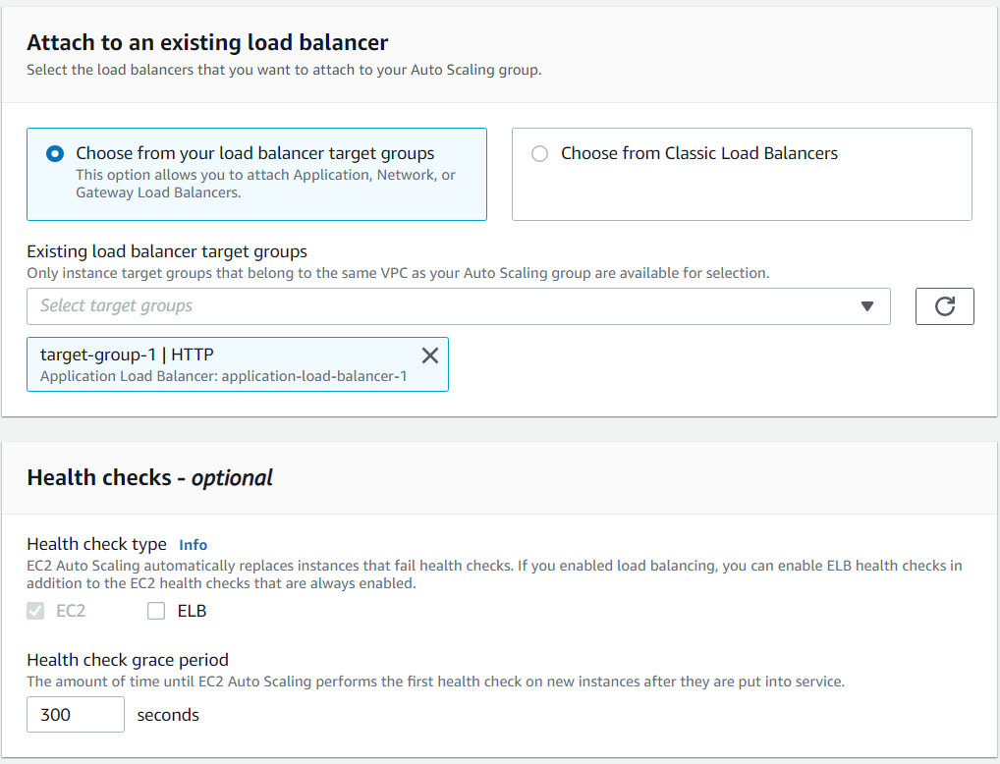 Attach to an existing load balancer
Select the load balancers that you want to attach to your Auto Scaling group.
Choose from your load balancer target groups
This option allows you to attach Application, Network, or
Gateway Load Balancers.
Choose from Classic Load Balancers
Existing load balancer target groups
Only instance target groups that belong to the same VPC as your Auto Scaling group are available for selection.
Select target groups
target-group-1 | HTTP
Application Load Balancer: application-load-balancer-1
Health checks - optional
Health check type Info
EC2 Auto Scaling automatically replaces instances that fail health checks. If you enabled load balancing, you can enable ELB health checks in
addition to the EC2 health checks that are always enabled.
EC2 ELB
Health check grace period
The amount of time until EC2 Auto Scaling performs the first health check on new instances after they are put into service.
300 seconds